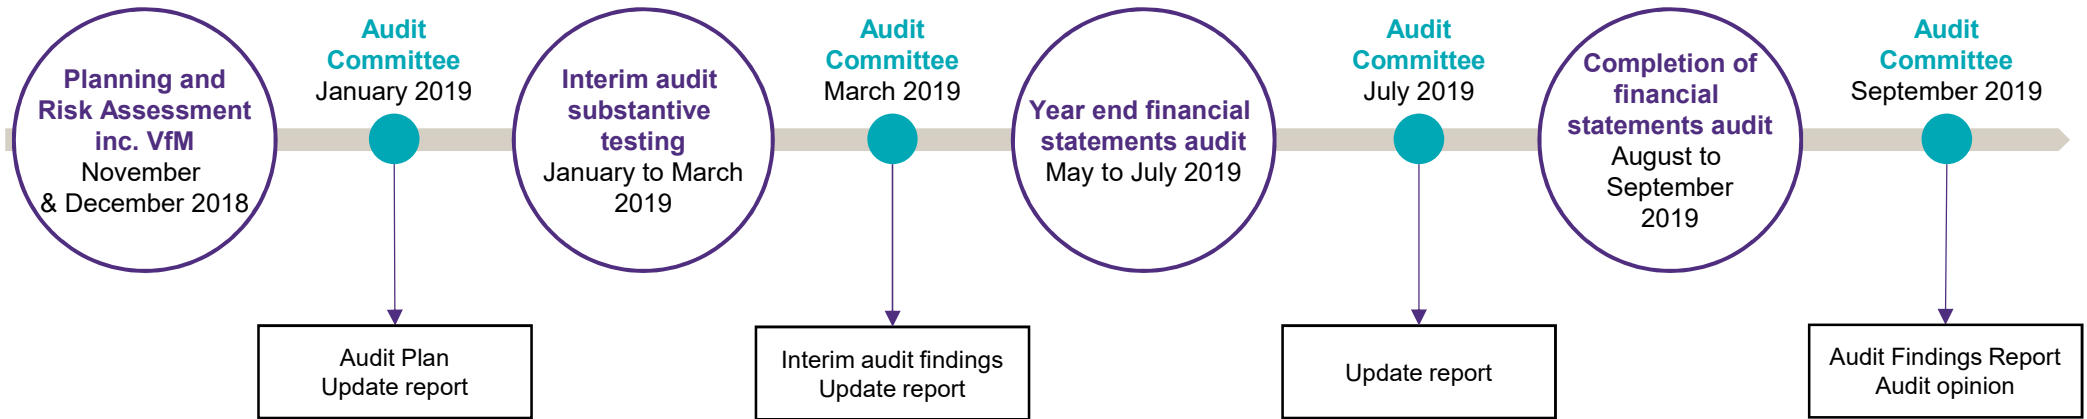 Planning and
Risk Assessment
inc. VfM
November
& December 2018
Audit
Committee
January 2019
Audit Plan
Update report
Interim audit
substantive
testing
January to March
2019
Audit
Committee
March 2019
Interim audit findings
Update report
Year end financial
statements audit
May to July 2019
Audit
Committee
July 2019
Update report
Completion of
financial
statements audit
August to
September
2019
Audit
Committee
September 2019
Audit Findings Report
Audit opinion